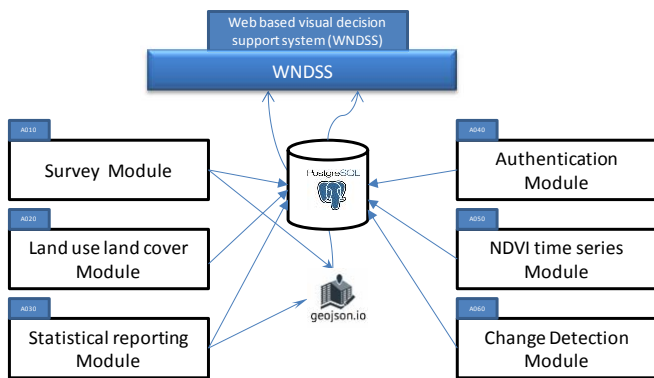 Web based visual decision
support system (WNDSS)
WNDSS
A010
Survey Module
A020
Land use land cover
Module
A030
Statistical reporting
Module
PostgreSQL
geojson.io
A040
Authentication
Module
A050
NDVI time series
Module
A060
Change Detection
Module